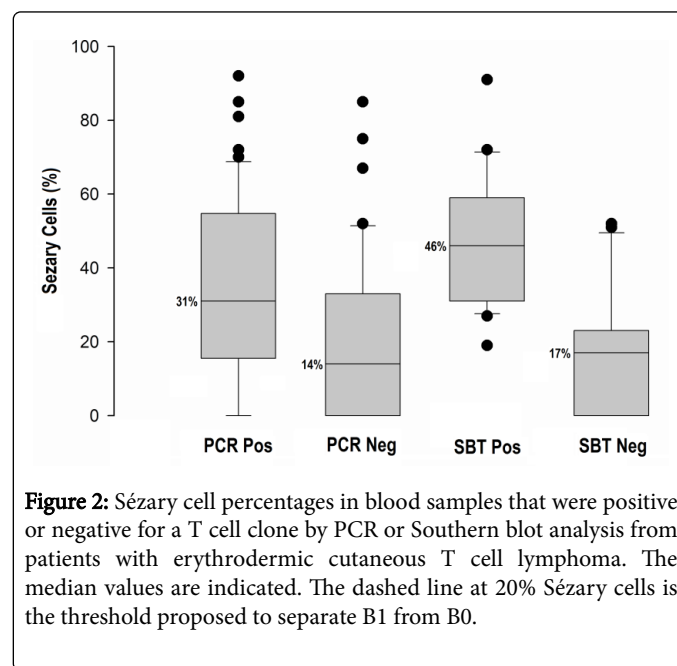 100
80
60
40
20
0
Sezary Cells (%)
31%
14%
46%
17%
PCR Pos PCR Neg SBT Pos SBT Neg
Figure 2: Sézary cell percentages in blood samples that were positive
or negative for a T cell clone by PCR or Southern blot analysis from
patients with erythrodermic cutaneous T cell lymphoma. The
median values are indicated. The dashed line at 20% Sézary cells is
the threshold proposed to separate B1 from B0.